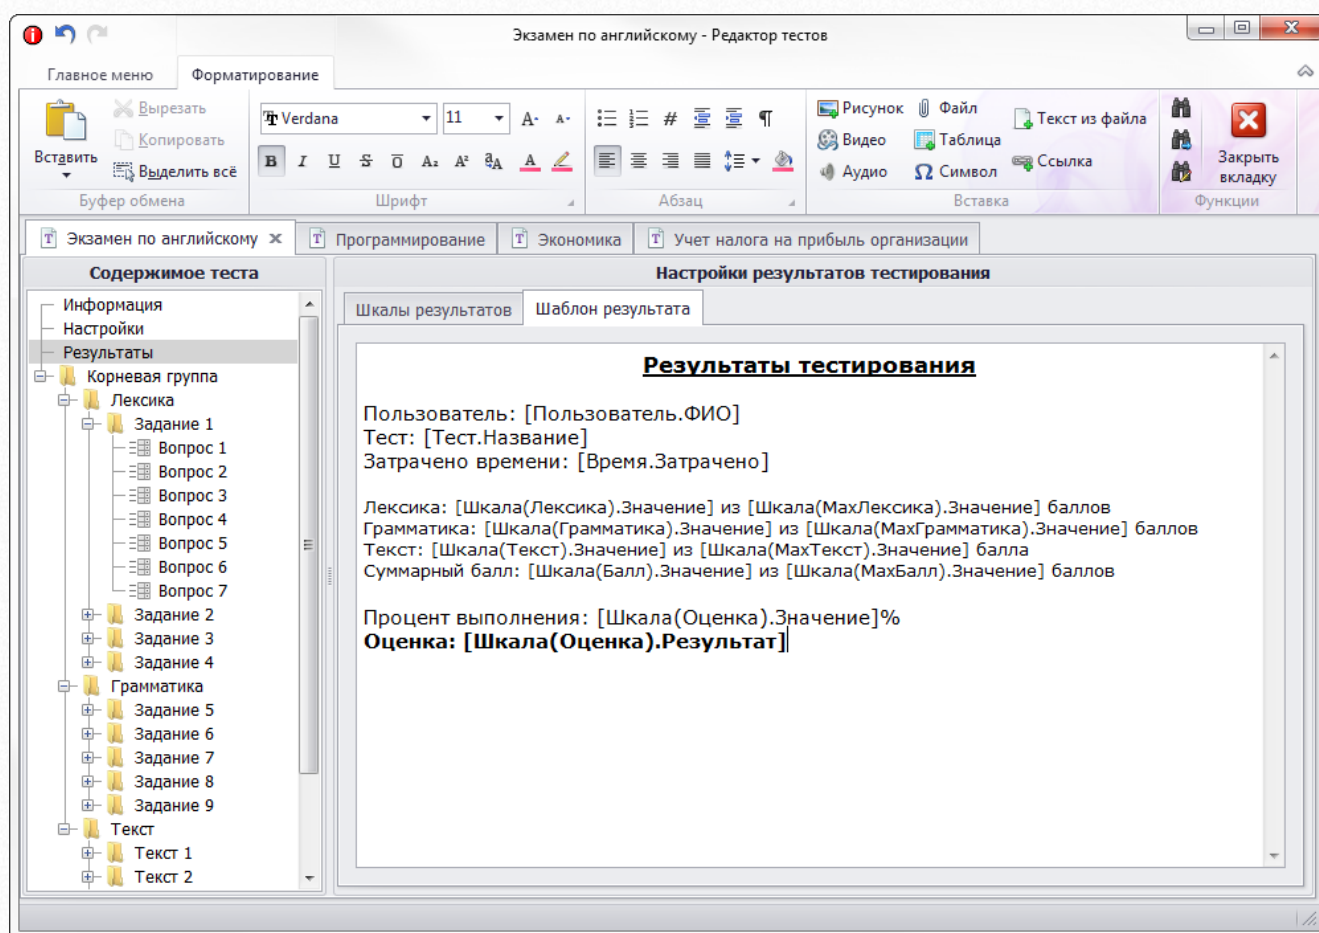 Экзамен по английскому - Редактор тестов
Главное меню
Форматирование
Вставить
Вырезать
Копировать
Выделить всё
Буфер обмена
Verdana
11
Шрифт
Абзац
Рисунок
Файл
Текст из файла
Видео
Таблица
Ссылка
Аудио
Символ
Вставка
Закрыть
вкладку
Функции
Экзамен по английскому
Программирование
Экономика
Учет налога на прибыль организации
Содержимое теста
Информация
Настройки
Результаты
Корневая группа
Лексика
Задание 1
Вопрос 1
Вопрос 2
Вопрос 3
Вопрос 4
Вопрос 5
Вопрос 6
Вопрос 7
Задание 2
Задание 3
Задание 4
Грамматика
Задание 5
Задание 6
Задание 7
Задание 8
Задание 9
Текст
Текст 1
Текст 2
Настройки результатов тестирования
Шкалы результатов
Шаблон результата
Результаты тестирования
Пользователь: [Пользователь.ФИО]
Тест: [Тест.Название]
Затрачено времени: [Время.Затрачено]
Лексика: [Шкала(Лексика).Значение] из [Шкала(MaxЛексика).Значение] баллов
Грамматика: [Шкала(Грамматика).Значение] из [Шкала(MaxГрамматика).Значение] баллов
Текст: [Шкала(Текст).Значение] из [Шкала(MaxТекст).Значение] балла
Суммарный балл: [Шкала(Балл).Значение] из [Шкала(MaxБалл).Значение] баллов
Процент выполнения: [Шкала(Оценка).Значение]%
Оценка: [Шкала(Оценка).Результат]